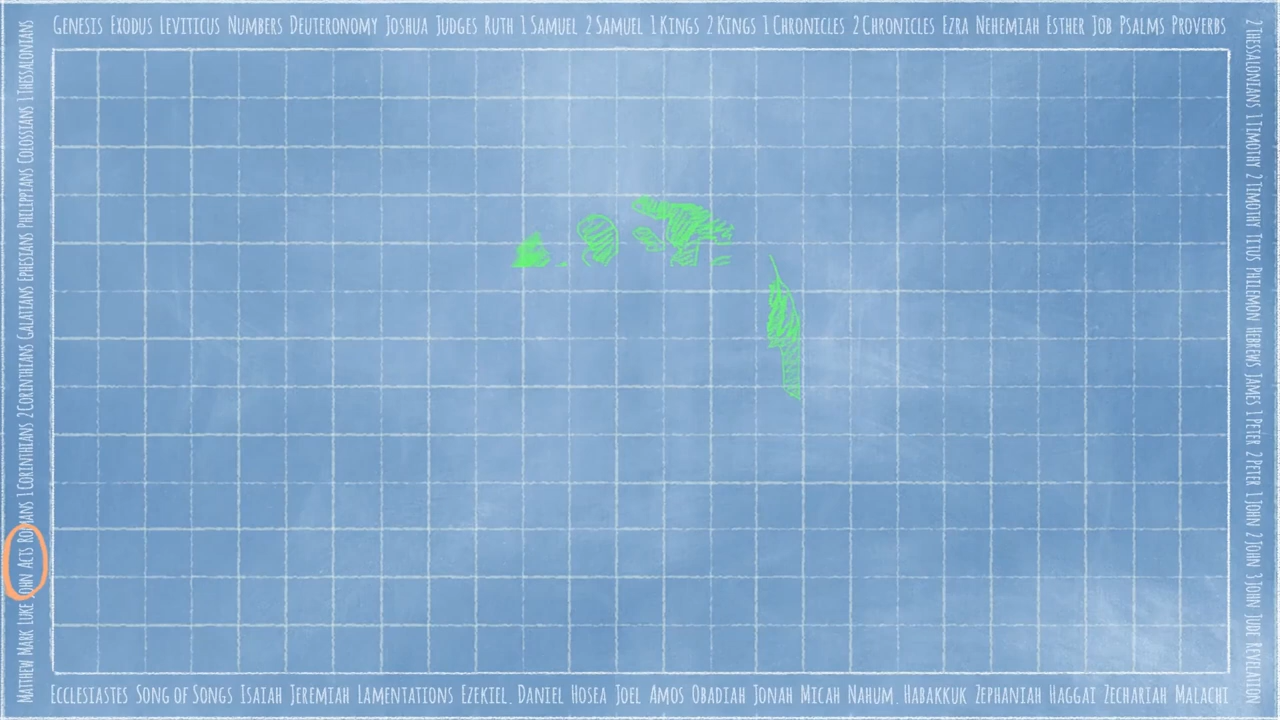 Genesis Exodus Leviticus Numbers Deuteronomy Joshua Judges Ruth 1 Samuel 2 Samuel 1 Kings 2 Kings 1 Chronicles 2 Chronicles Ezra Nehemiah Esther Job Psalms Proverbs
Ecclesiastes Song of Songs Isaiah Jeremiah Lamentations Ezekiel Daniel Hosea Joel Amos Obadiah Jonah Micah Nahum Habakkuk Zephaniah Haggai Zechariah Malachi
Matthew Mark Luke John Acts Romans 1 Corinthians 2 Corinthians Galatians Ephesians Philippians Colossians 1 Thessalonians
2 Thessalonians 1 Timothy 2 Timothy Titus Philemon Hebrews James 1 Peter 2 Peter 1 John 2 John 3 John Jude Revelation